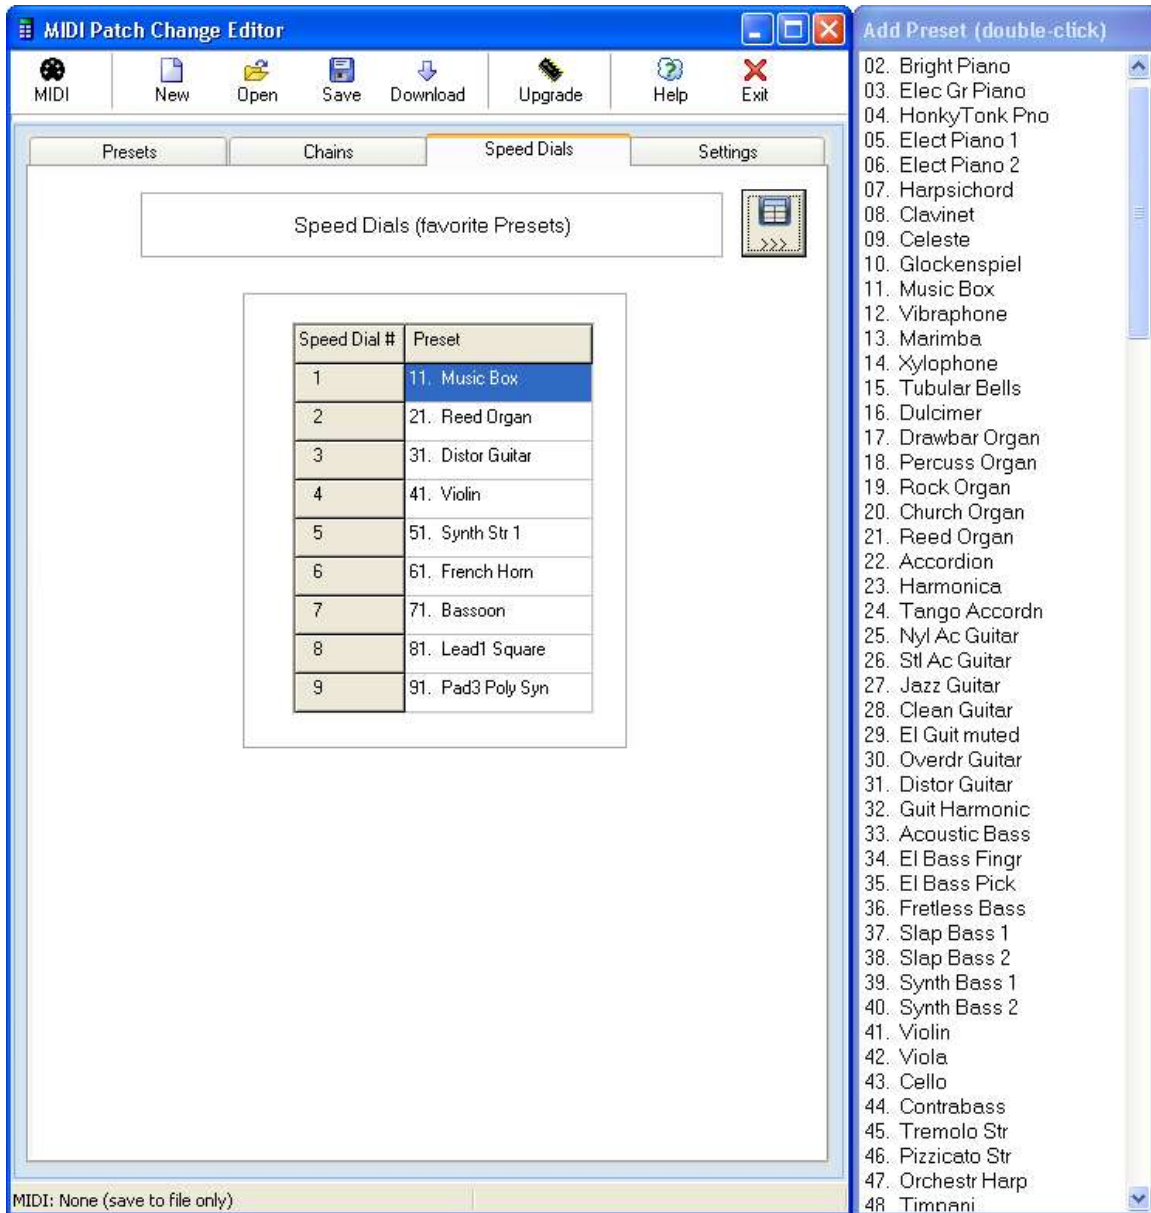 MIDI Patch Change Editor
MIDI New Open Save Download Upgrade Help Exit
Presets Chains Speed Dials Settings
Speed Dials (favorite Presets)
>>>
Speed Dial # Preset
1 11. Music Box
2 21. Reed Organ
3 31. Distor Guitar
4 41. Violin
5 51. Synth Str 1
6 61. French Horn
7 71. Bassoon
8 81. Lead1 Square
9 91. Pad3 Poly Syn
MIDI: None (save to file only)
Add Preset (double-click)
02. Bright Piano
03. Elec Gr Piano
04. HonkyTonk Pno
05. Elect Piano 1
06. Elect Piano 2
07. Harpsichord
08. Clavinet
09. Celeste
10. Glockenspiel
11. Music Box
12. Vibraphone
13. Marimba
14. Xylophone
15. Tubular Bells
16. Dulcimer
17. Drawbar Organ
18. Percuss Organ
19. Rock Organ
20. Church Organ
21. Reed Organ
22. Accordion
23. Harmonica
24. Tango Accordn
25. Nyl Ac Guitar
26. Stl Ac Guitar
27. Jazz Guitar
28. Clean Guitar
29. El Guit muted
30. Overdr Guitar
31. Distor Guitar
32. Guit Harmonic
33. Acoustic Bass
34. El Bass Fingr
35. El Bass Pick
36. Fretless Bass
37. Slap Bass 1
38. Slap Bass 2
39. Synth Bass 1
40. Synth Bass 2
41. Violin
42. Viola
43. Cello
44. Contrabass
45. Tremolo Str
46. Pizzicato Str
47. Orchestr Harp
48. Timpani